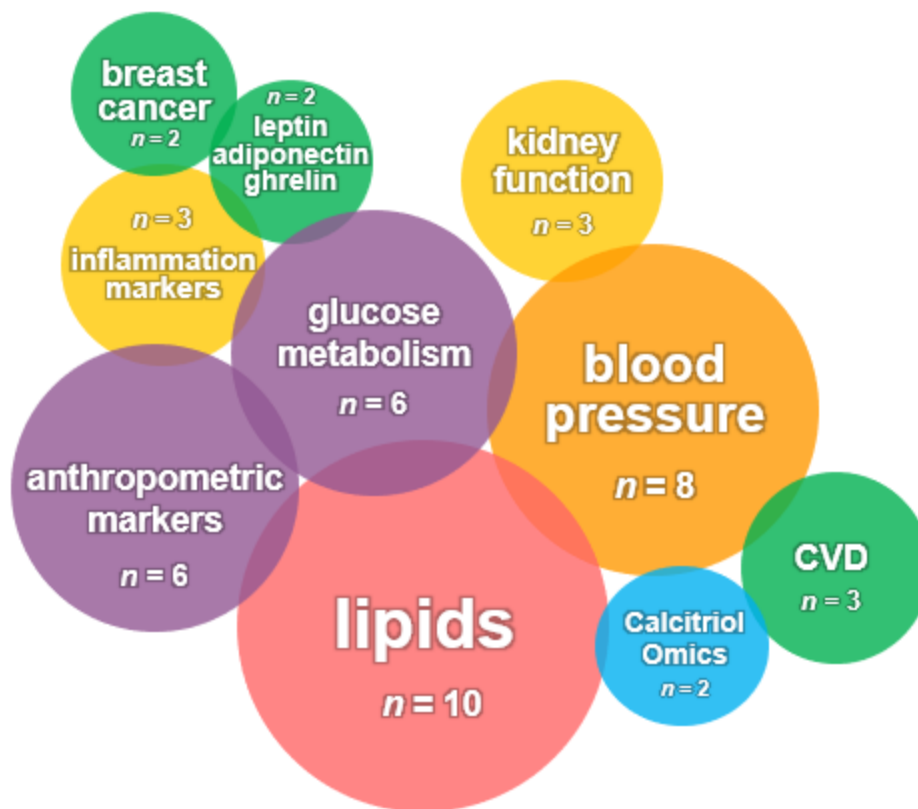 breast
cancer
n = 2
n = 2
leptin
adiponectin
ghrelin
kidney
function
n = 3
n = 3
inflammation
markers
glucose
metabolism
n = 6
blood
pressure
n = 8
anthropometric
markers
n = 6
CVD
n = 3
lipids
n = 10
Calcitriol
Omics
n = 2